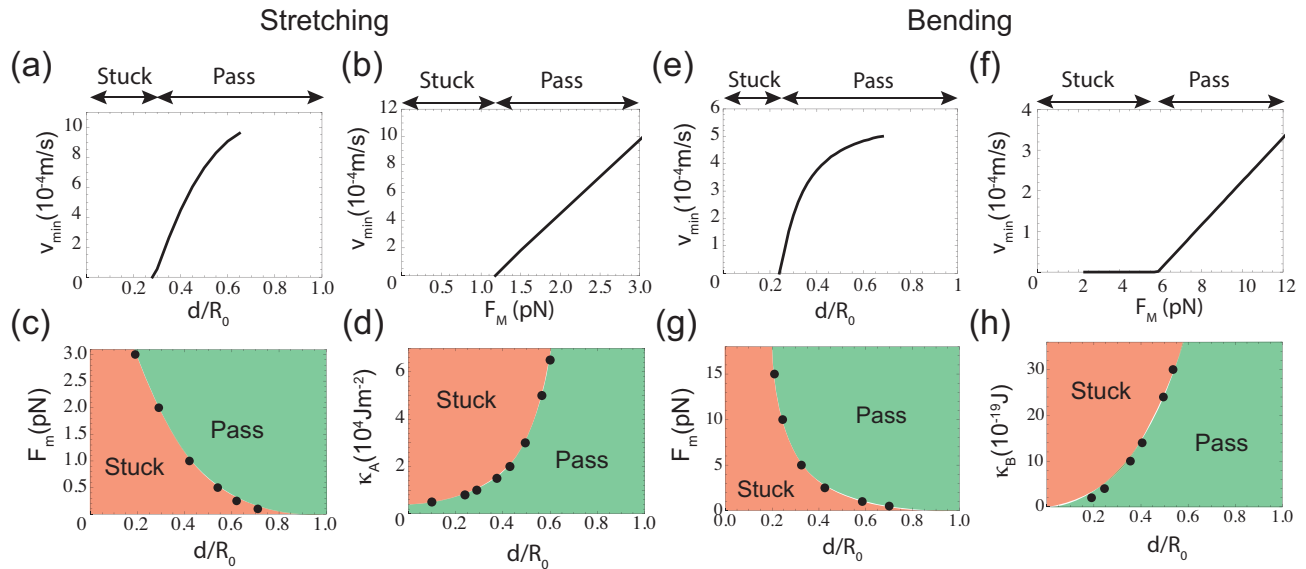 Stretching
Bending
(a)
Stuck
Pass
v_min(10^-4m/s)
10
8
6
4
2
0
0
0.2
0.4
0.6
0.8
1.0
d/R_0
(b)
Stuck
Pass
v_min(10^-4m/s)
12
10
8
6
4
2
0
0
1.0
2.0
3.0
F_M (pN)
(e)
Stuck
Pass
v_min(10^-4m/s)
6
5
4
3
2
1
0
0
0.2
0.4
0.6
0.8
1.0
d/R_0
(f)
Stuck
Pass
v_min(10^-4m/s)
4
3
2
1
0
0
2
4
6
8
10
12
F_M (pN)
(c)
F_m(pN)
3.0
2.5
2.0
1.5
1.0
0.5
0
Stuck
Pass
0
0.2
0.4
0.6
0.8
1.0
d/R_0
(d)
κ_A(10^4 Jm^-2)
6
4
2
0
Stuck
Pass
0
0.2
0.4
0.6
0.8
1.0
d/R_0
(g)
F_m(pN)
15
10
5
0
Stuck
Pass
0.0
0.2
0.4
0.6
0.8
1.0
d/R_0
(h)
κ_B(10^-19J)
30
20
10
0
Stuck
Pass
0.2
0.4
0.6
0.8
1.0
d/R_0